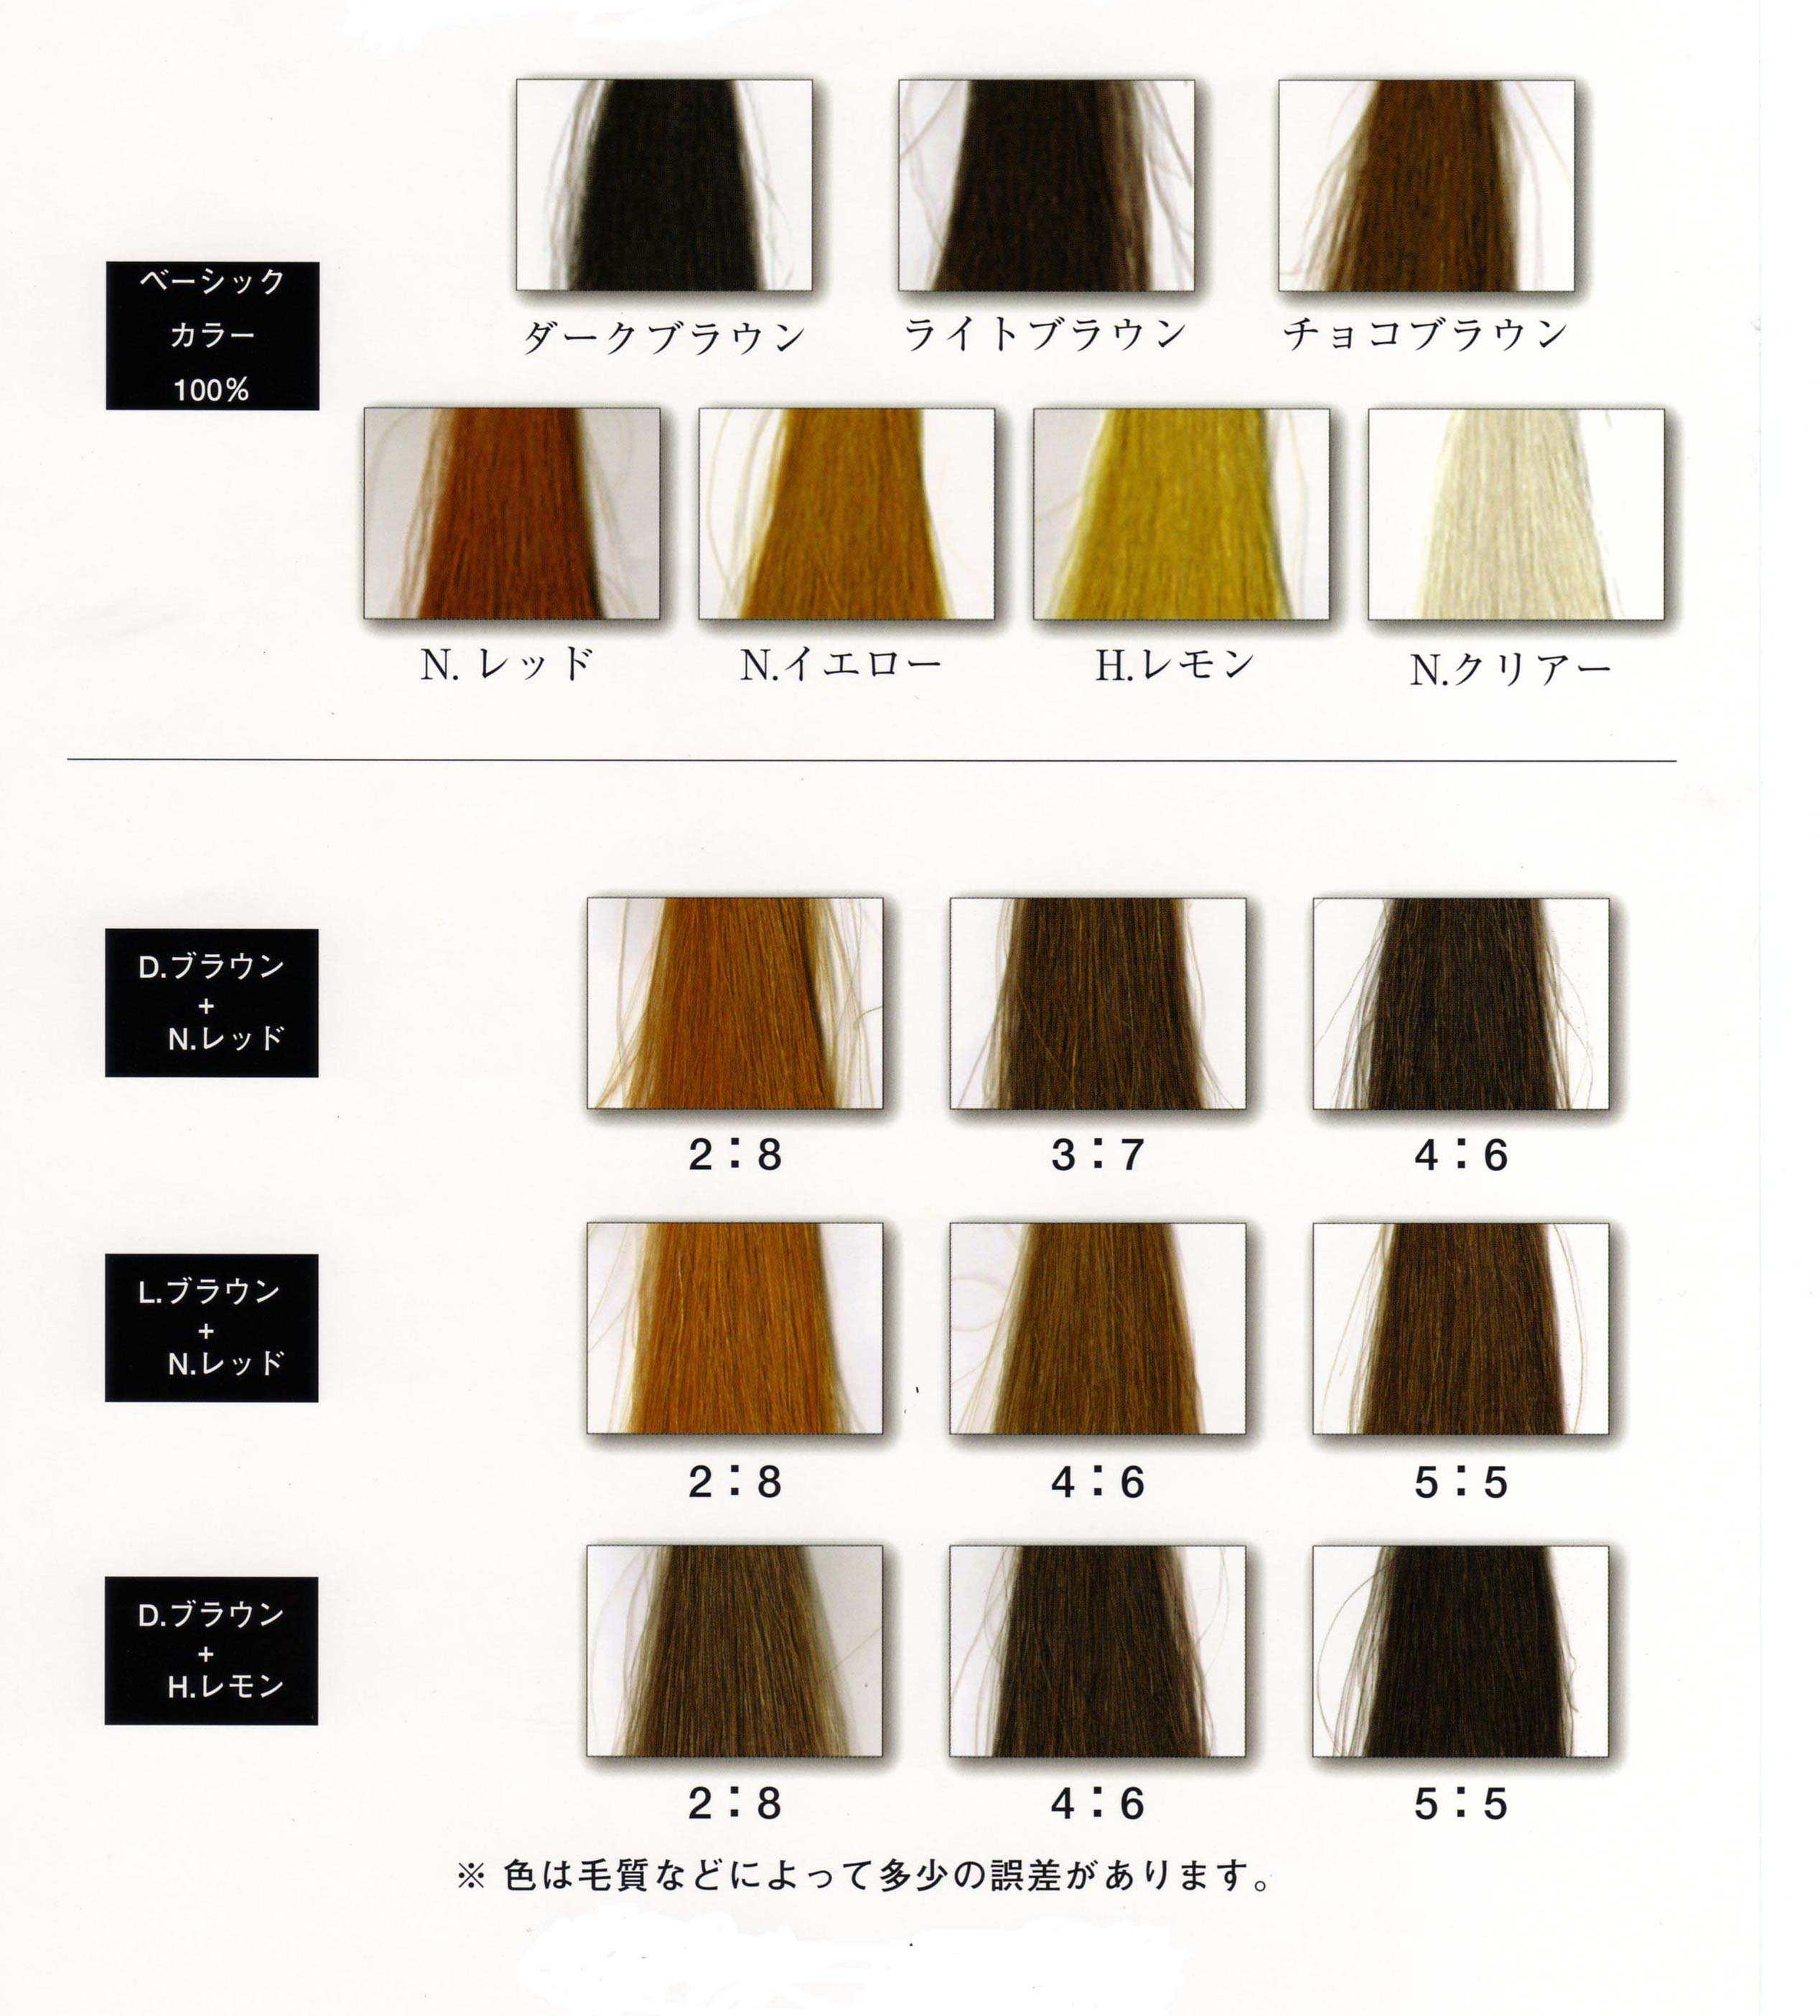 ベーシック
カラー
100%
ダークブラウン
ライトブラウン
チョコブラウン
N. レッド
N.イエロー
H.レモン
N.クリアー
D.ブラウン
+
N.レッド
2：8
3：7
4：6
L.ブラウン
+
N.レッド
2：8
4：6
5：5
D.ブラウン
+
H.レモン
2：8
4：6
5：5
※ 色は毛質などによって多少の誤差があります。